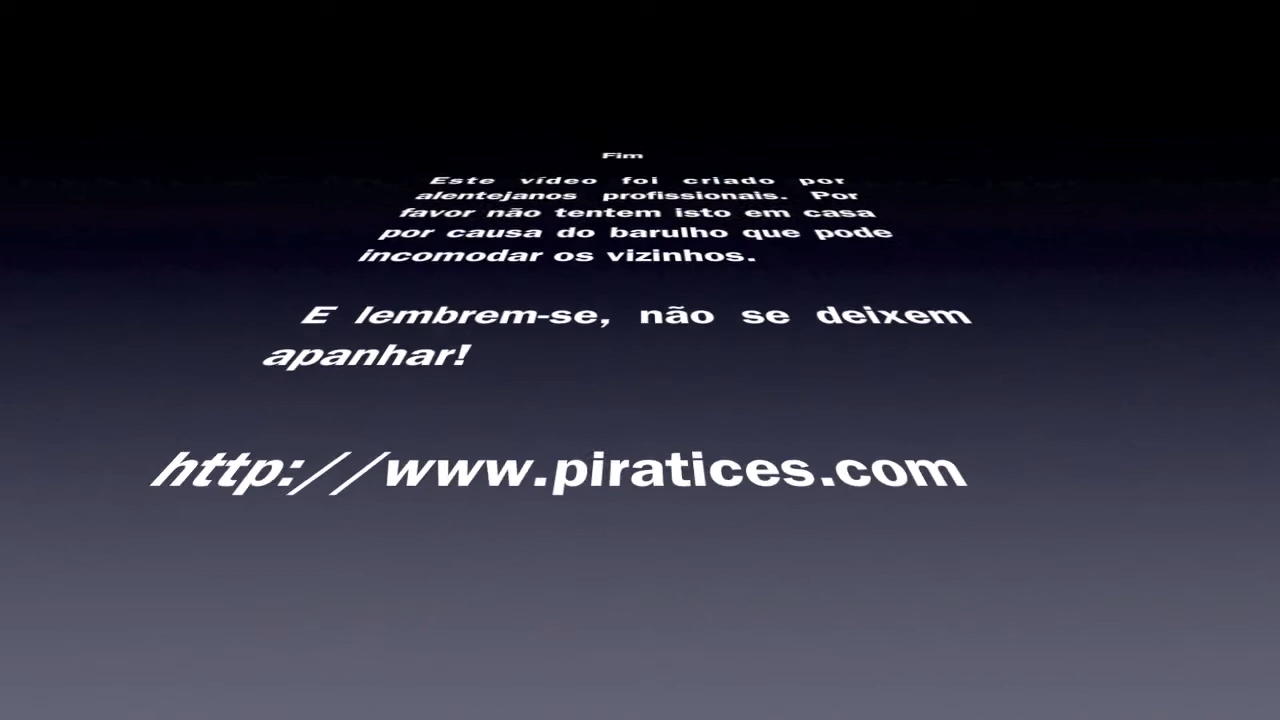 Fim
Este vídeo foi criado por
alentejanos profissionais. Por
favor não tentem isto em casa
por causa do barulho que pode
incomodar os vizinhos.
E lembrem-se, não se deixem
apanhar!
http://www.piratices.com